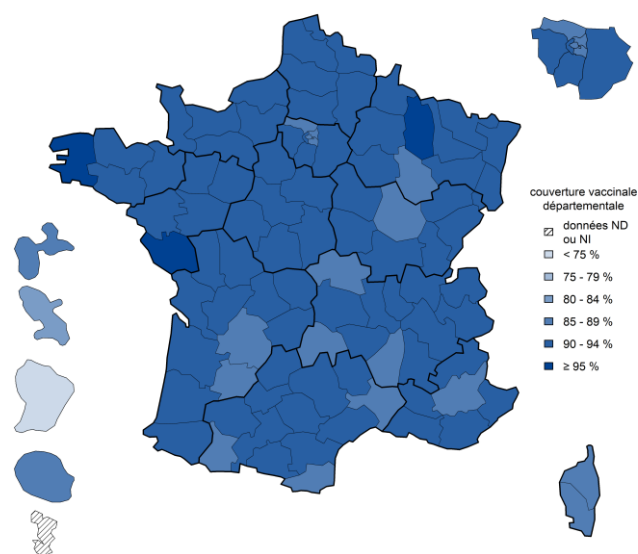 couverture vaccinale
départementale
données ND
ou NI
< 75 %
75 - 79 %
80 - 84 %
85 - 89 %
90 - 94 %
≥ 95 %